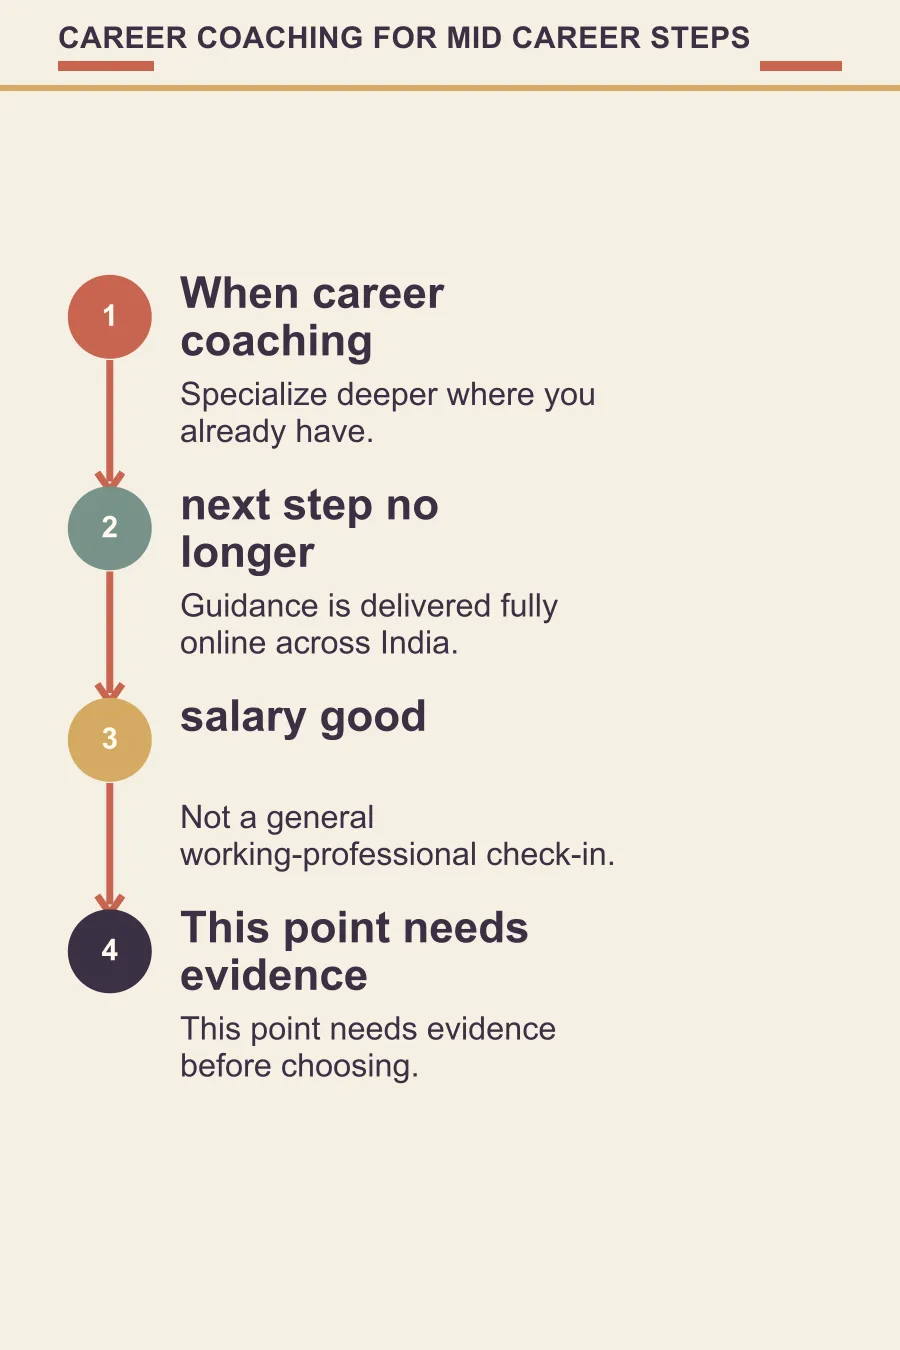 CAREER COACHING FOR MID CAREER STEPS
1
When career
coaching
Specialize deeper where you
already have.
2
next step no
longer
Guidance is delivered fully
online across India.
3
salary good
Not a general
working-professional check-in.
4
This point needs
evidence
This point needs evidence
before choosing.